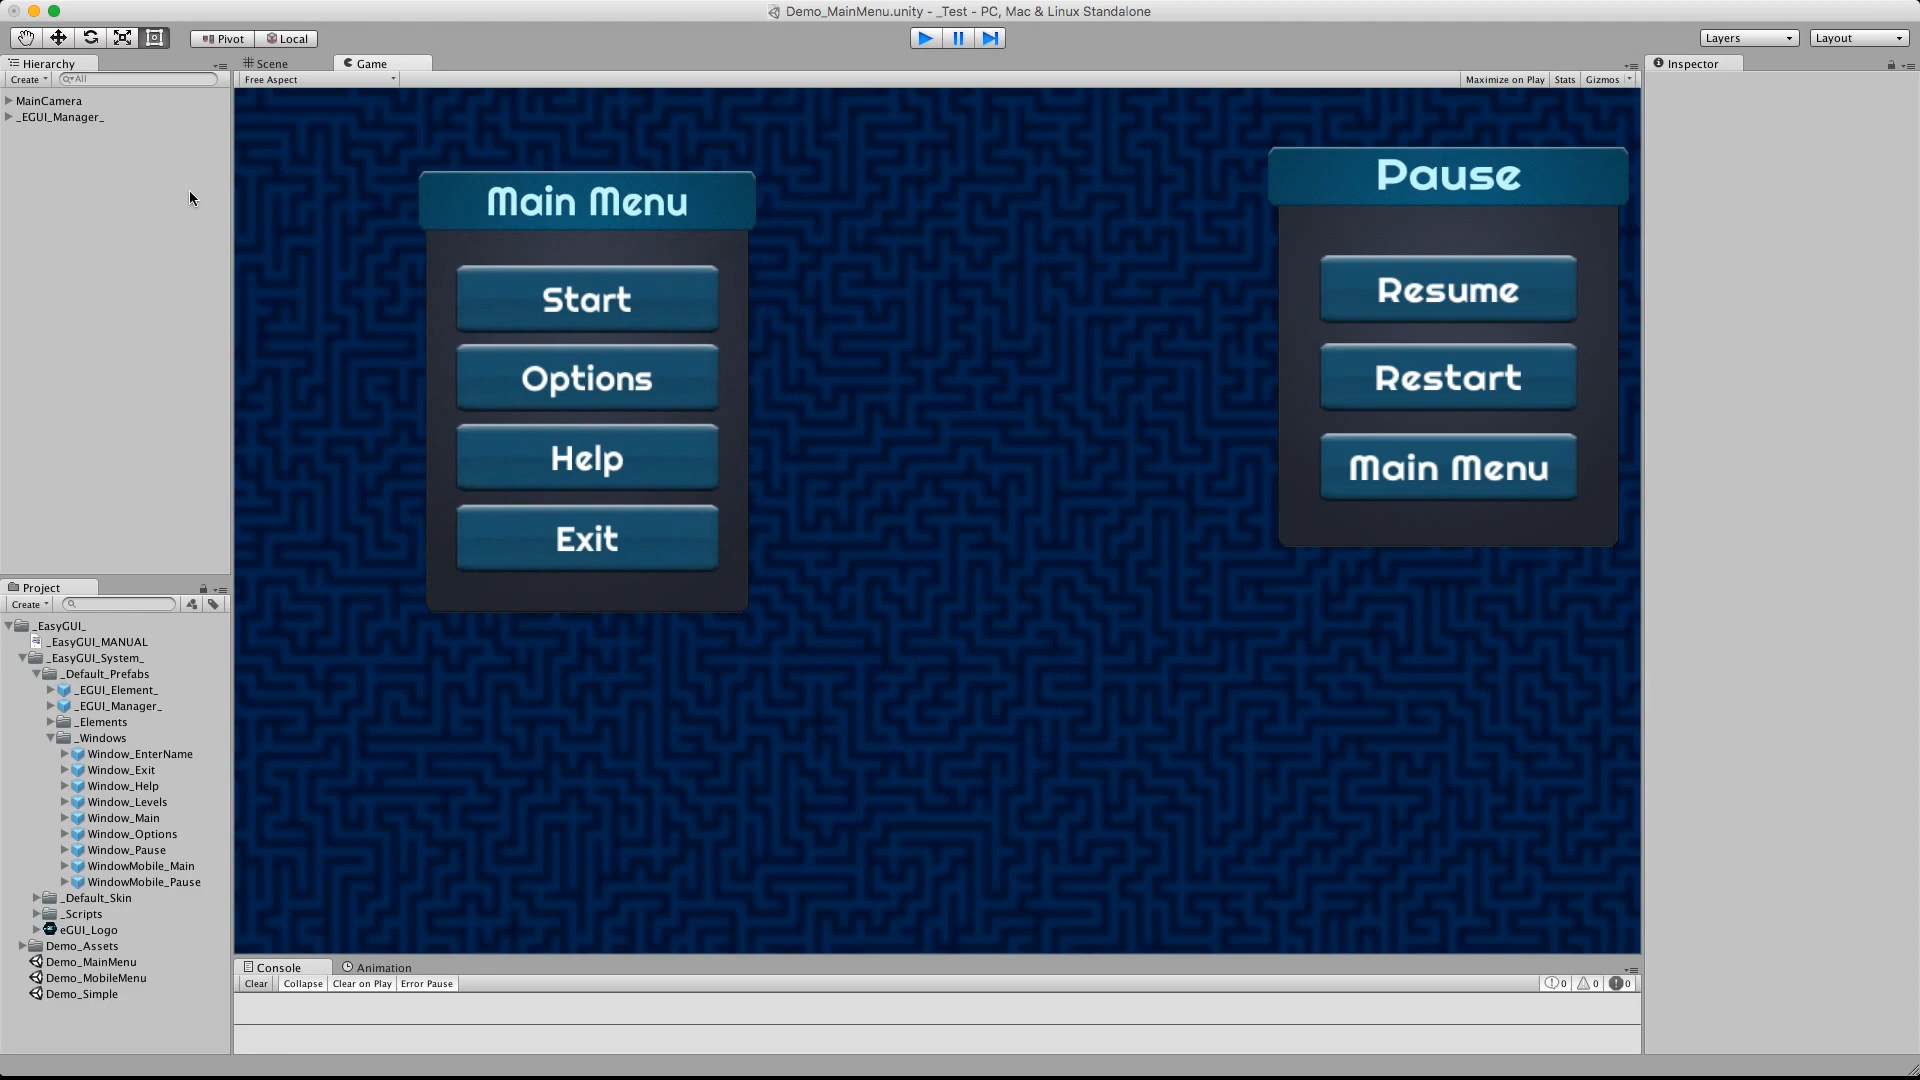 Demo_MainMenu.unity - _Test - PC, Mac & Linux Standalone
Pivot Local Layers Layout
Hierarchy Scene Game Inspector
Create All Free Aspect Maximize on Play Stats Gizmos
MainCamera
_EGUI_Manager_
Main Menu
Start
Options
Help
Exit
Pause
Resume
Restart
Main Menu
Project
Create
_EasyGUI_
_EasyGUI_MANUAL
_EasyGUI_System_
_Default_Prefabs
_EGUI_Element_
_EGUI_Manager_
_Elements
_Windows
Window_EnterName
Window_Exit
Window_Help
Window_Levels
Window_Main
Window_Options
Window_Pause
WindowMobile_Main
WindowMobile_Pause
_Default_Skin
_Scripts
eGUI_Logo
Demo_Assets
Demo_MainMenu
Demo_MobileMenu
Demo_Simple
Console Animation
Clear Collapse Clear on Play Error Pause 0 0 0